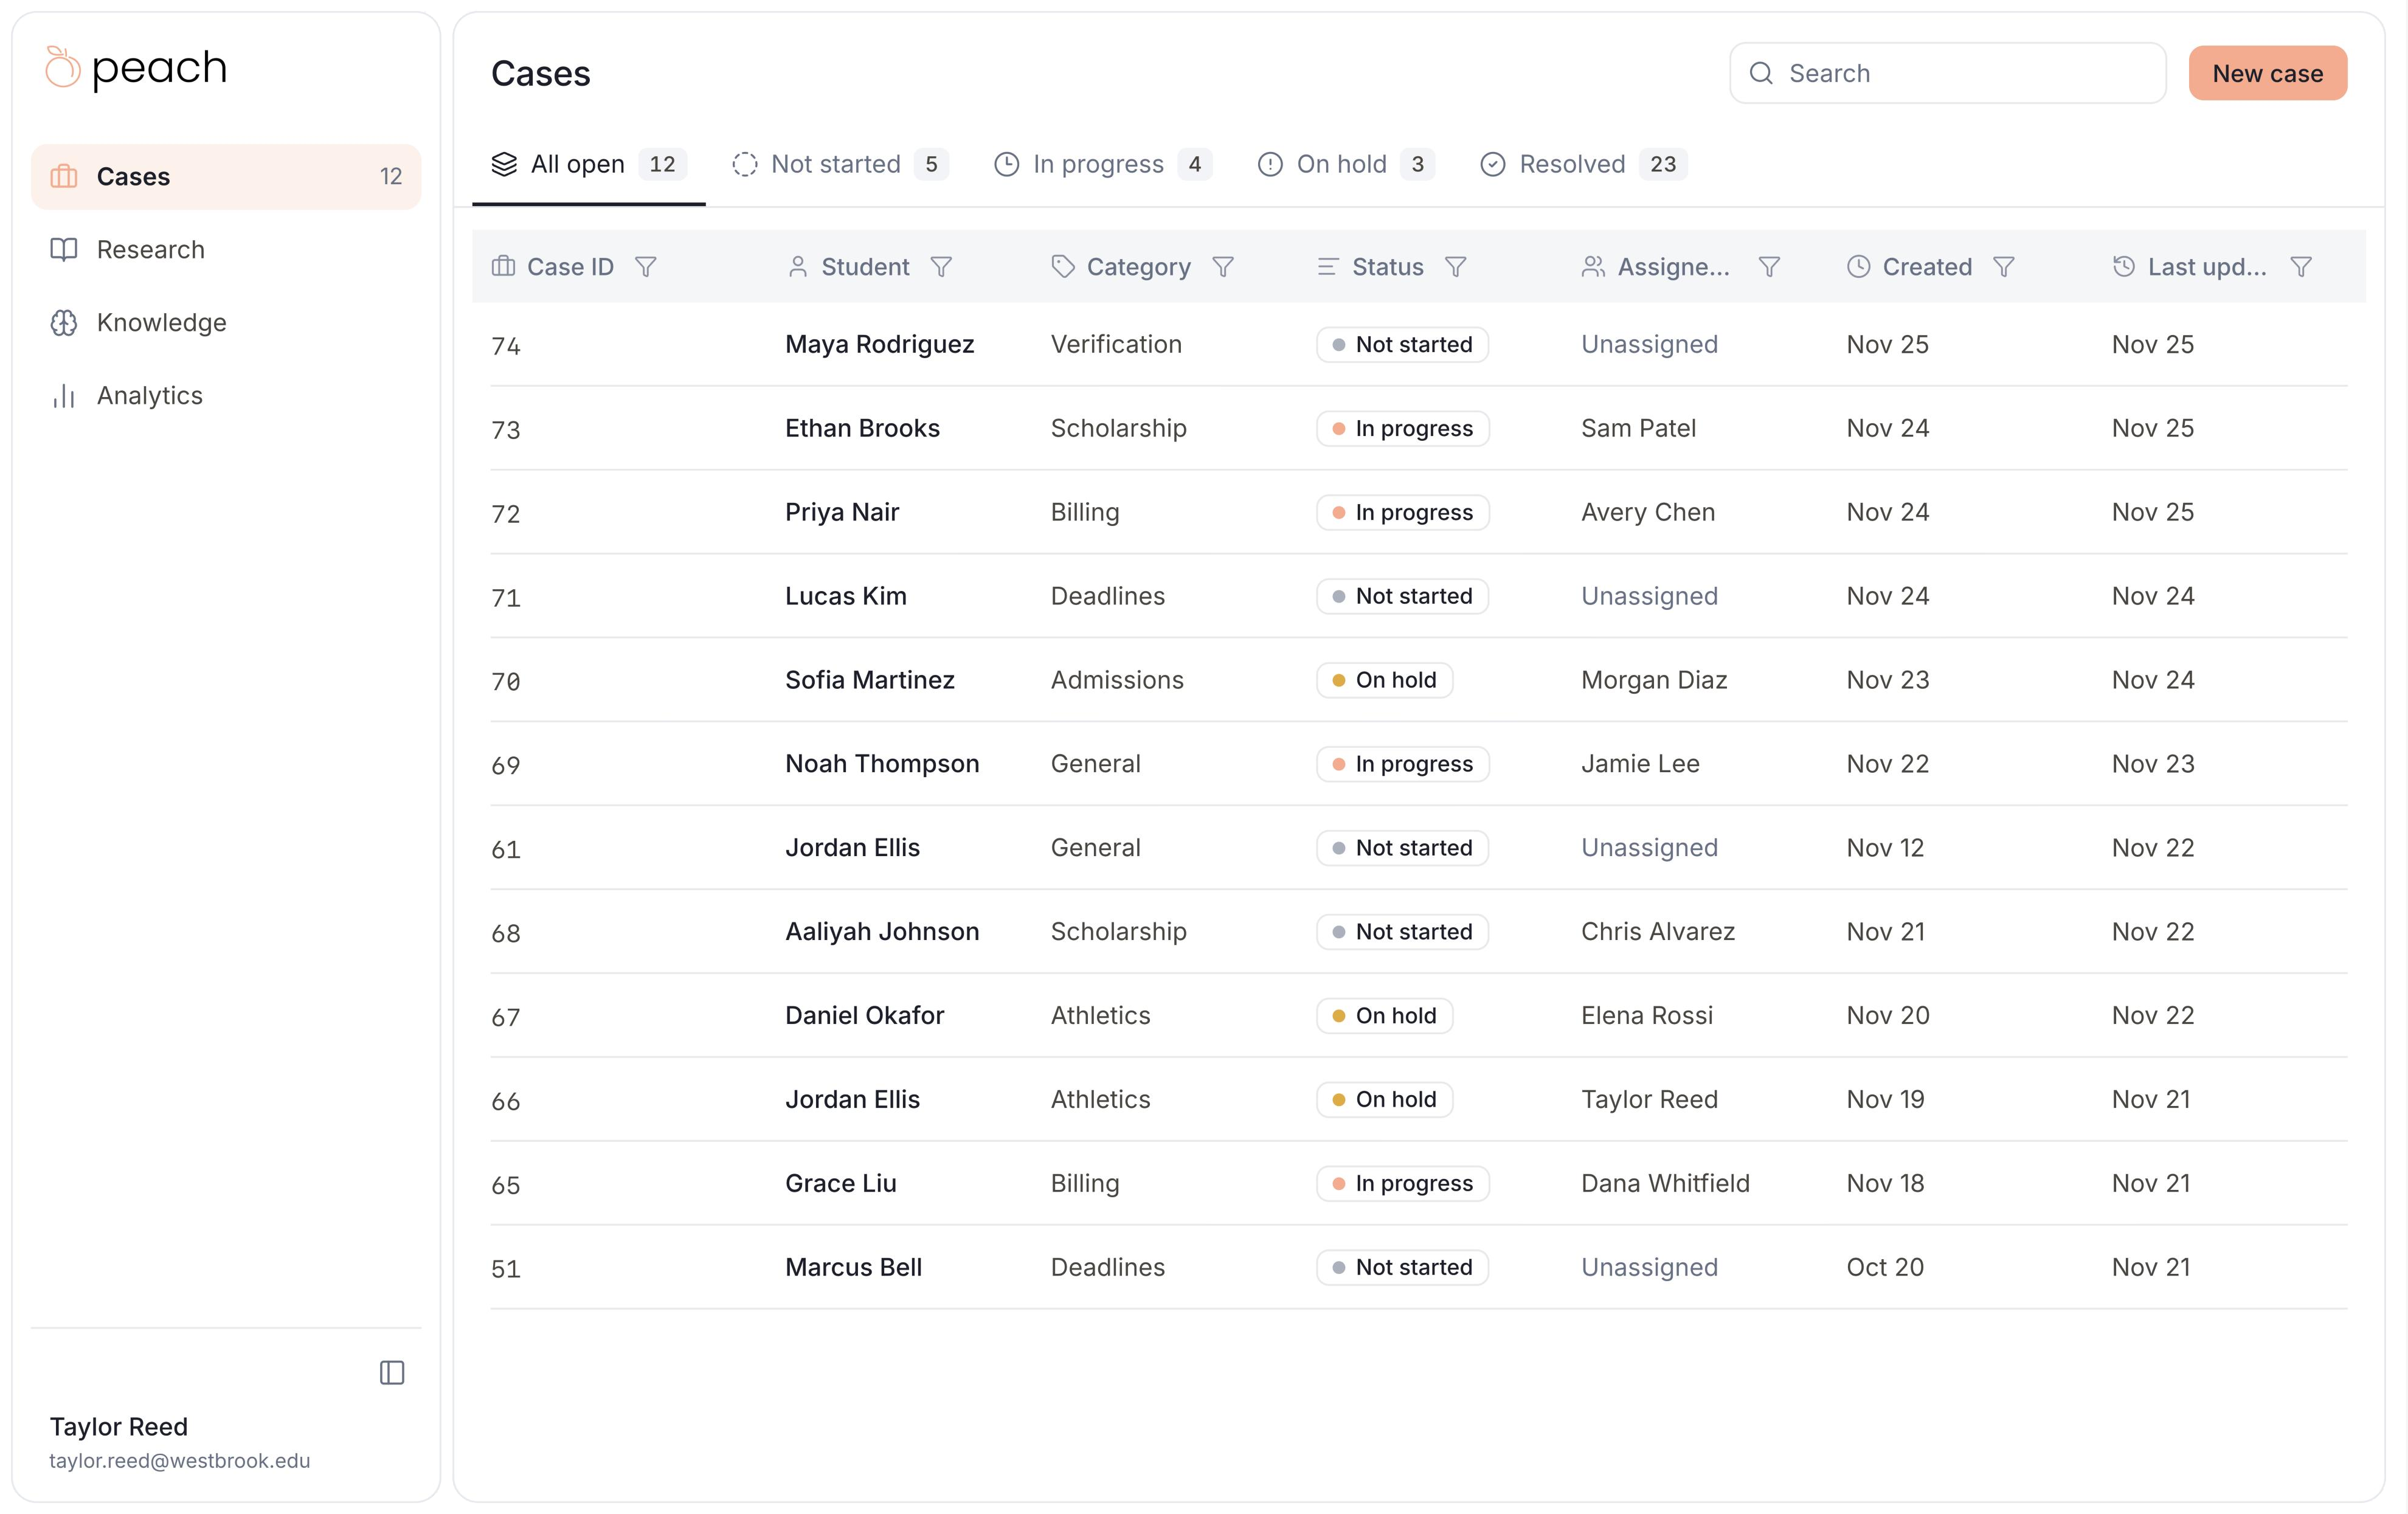 peach
Cases 12
Research
Knowledge
Analytics
Taylor Reed
taylor.reed@westbrook.edu
Cases
Search
New case
All open 12 Not started 5 In progress 4 On hold 3 Resolved 23
Case ID Student Category Status Assigne... Created Last upd...
74 Maya Rodriguez Verification Not started Unassigned Nov 25 Nov 25
73 Ethan Brooks Scholarship In progress Sam Patel Nov 24 Nov 25
72 Priya Nair Billing In progress Avery Chen Nov 24 Nov 25
71 Lucas Kim Deadlines Not started Unassigned Nov 24 Nov 24
70 Sofia Martinez Admissions On hold Morgan Diaz Nov 23 Nov 24
69 Noah Thompson General In progress Jamie Lee Nov 22 Nov 23
61 Jordan Ellis General Not started Unassigned Nov 12 Nov 22
68 Aaliyah Johnson Scholarship Not started Chris Alvarez Nov 21 Nov 22
67 Daniel Okafor Athletics On hold Elena Rossi Nov 20 Nov 22
66 Jordan Ellis Athletics On hold Taylor Reed Nov 19 Nov 21
65 Grace Liu Billing In progress Dana Whitfield Nov 18 Nov 21
51 Marcus Bell Deadlines Not started Unassigned Oct 20 Nov 21